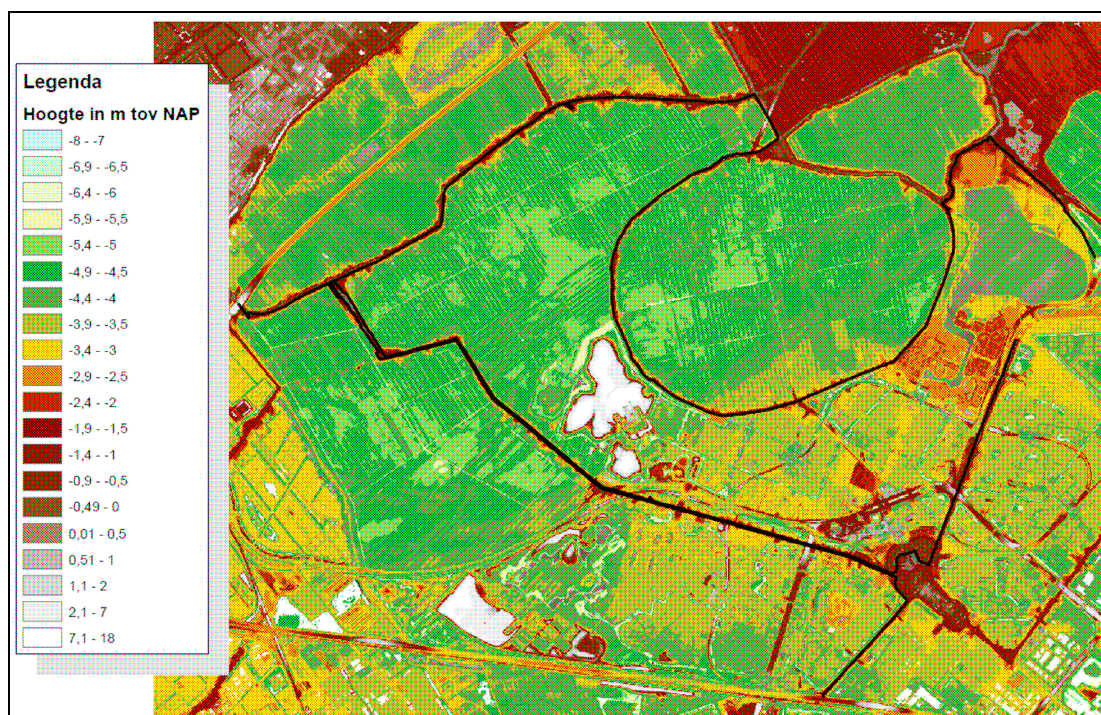 Legenda
Hoogte in m tov NAP
-8 - -7
-6,9 - -6,5
-6,4 - -6
-5,9 - -5,5
-5,4 - -5
-4,9 - -4,5
-4,4 - -4
-3,9 - -3,5
-3,4 - -3
-2,9 - -2,5
-2,4 - -2
-1,9 - -1,5
-1,4 - -1
-0,9 - -0,5
-0,49 - 0
0,01 - 0,5
0,51 - 1
1,1 - 2
2,1 - 7
7,1 - 18